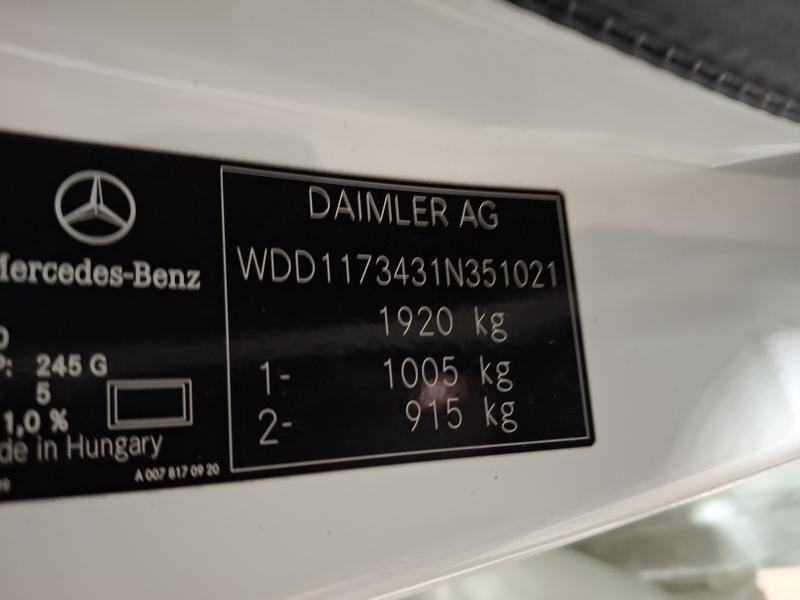 Mercedes-Benz
245 G
5
1,0 %
in Hungary
A 007 817 09 20
DAIMLER AG
WDD1173431N351021
1920 kg
1- 1005 kg
2- 915 kg